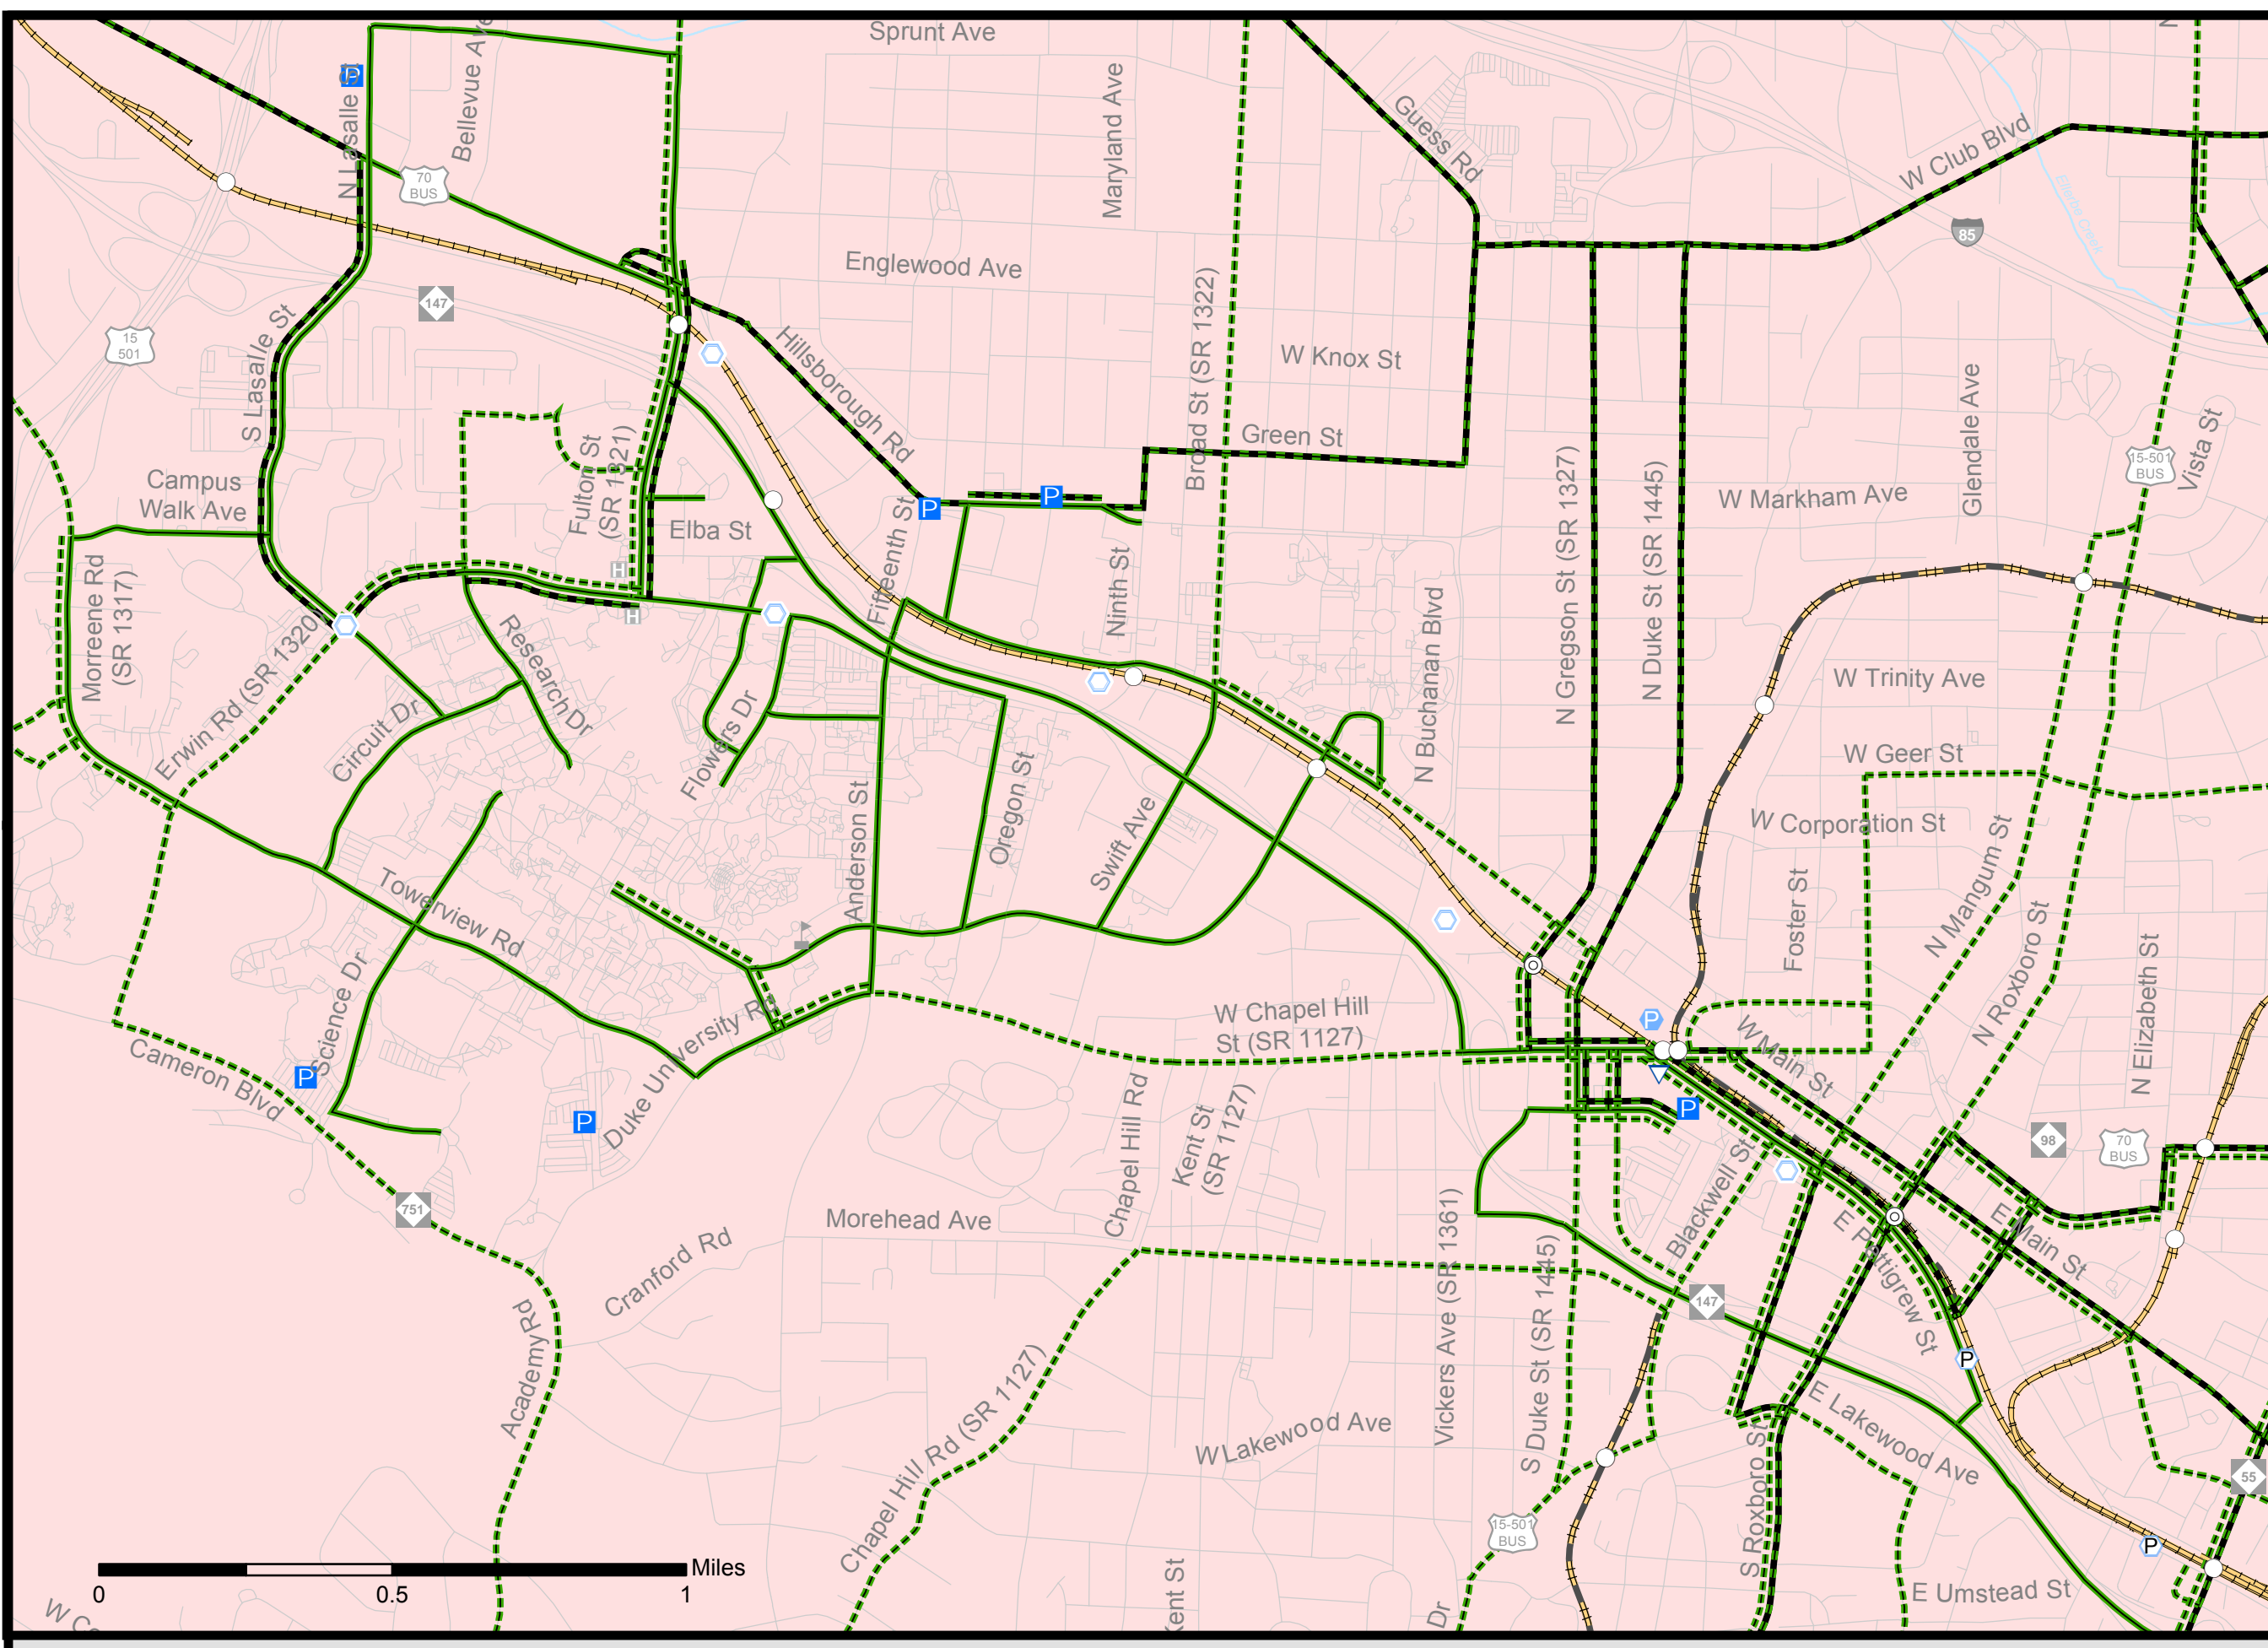 Sprunt Ave
P
N Lasalle St
Bellevue Ave
Maryland Ave
Guess Rd
W Club Blvd
70
BUS
85
Ellerbe Creek
Englewood Ave
147
15
501
S Lasalle St
Hillsborough Rd
Broad St (SR 1322)
W Knox St
Glendale Ave
Green St
Fulton St
(SR 1321)
Campus
Walk Ave
P
P
15-501
BUS
Vista St
W Markham Ave
N Gregson St (SR 1327)
N Duke St (SR 1445)
Elba St
Fifteenth St
Ninth St
H
H
Morreene Rd
(SR 1317)
Erwin Rd (SR 1320)
Research Dr
N Buchanan Blvd
W Trinity Ave
Circuit Dr
Flowers Dr
W Geer St
Anderson St
Oregon St
Swift Ave
W Corporation St
Foster St
N Mangum St
N Roxboro St
N Elizabeth St
Towerview Rd
Science Dr
W Chapel Hill
St (SR 1127)
P
W Main St
Cameron Blvd
P
P
Duke University Rd
Chapel Hill Rd
Kent St
(SR 1127)
P
98
70
BUS
Blackwell St
751
Morehead Ave
Cranford Rd
Vickers Ave (SR 1361)
S Duke St (SR 1445)
E Pettigrew St
E Main St
147
Academy Rd
P
Chapel Hill Rd (SR 1127)
W Lakewood Ave
E Lakewood Ave
S Roxboro St
55
15-501
BUS
P
Miles
0
0.5
1
Kent St
Dr
E Umstead St
W Co
N